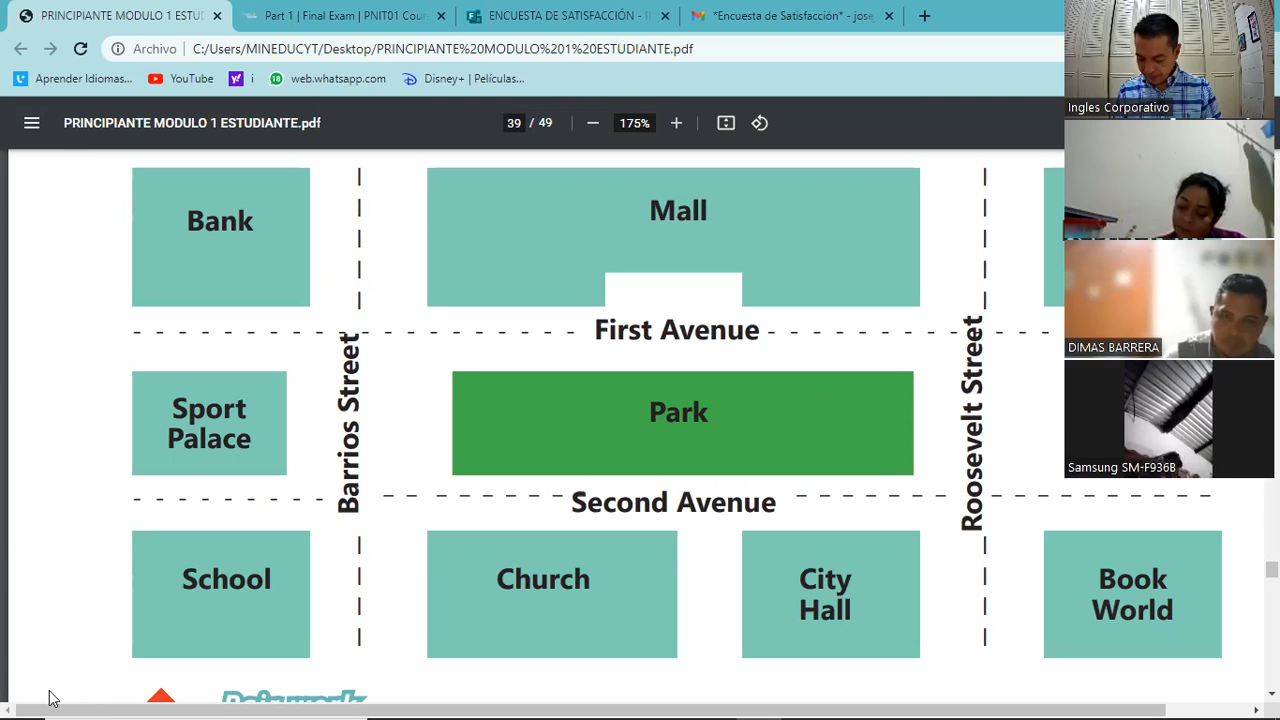 PRINCIPIANTE MODULO 1 ESTUD
Part 1 | Final Exam | PNIT01 Cour
ENCUESTA DE SATISFACCIÓN - R
*Encuesta de Satisfacción* - jose
Archivo
C:/Users/MINEDUCYT/Desktop/PRINCIPIANTE%20MODULO%201%20ESTUDIANTE.pdf
Ingles Corporativo
Aprender Idiomas...
YouTube
i
web.whatsapp.com
Disney+ | Películas,...
PRINCIPIANTE MODULO 1 ESTUDIANTE.pdf
39 / 49
175%
Bank
Mall
First Avenue
DIMAS BARRERA
Barrios Street
Roosevelt Street
Sport
Palace
Park
Samsung SM-F936B
Second Avenue
School
Church
City
Hall
Book
World
Pairwork